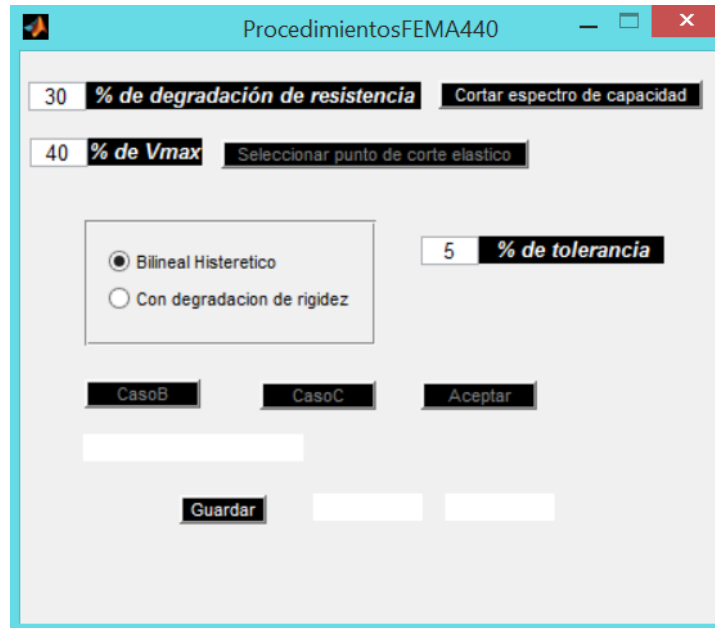 ProcedimientosFEMA440
30 % de degradación de resistencia Cortar espectro de capacidad
40 % de Vmax Seleccionar punto de corte elastico
Bilineal Histeretico
5 % de tolerancia
Con degradacion de rigidez
CasoB CasoC Aceptar
Guardar